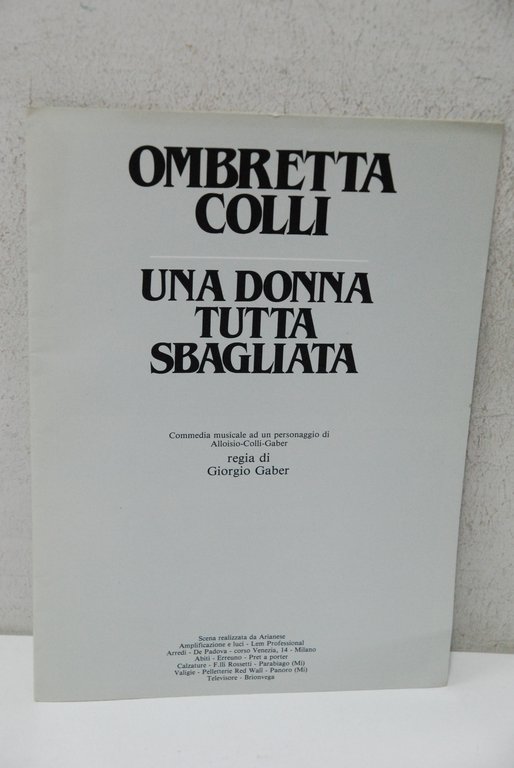 OMBRETTA
COLLI
UNA DONNA
TUTTA
SBAGLIATA
Commedia musicale ad un personaggio di
Alloisio-Colli-Gaber
regia di
Giorgio Gaber
Scena realizzata da Arianese
Amplificazione e luci - Lem Professional
Arredi - De Padova - corso Venezia, 14 - Milano
Abiti - Erreuno - Pret a porter
Calzature - F.lli Rossetti - Parabiago (Mi)
Valigie - Pelletterie Red Wall - Panoro (Mi)
Televisore - Brionvega